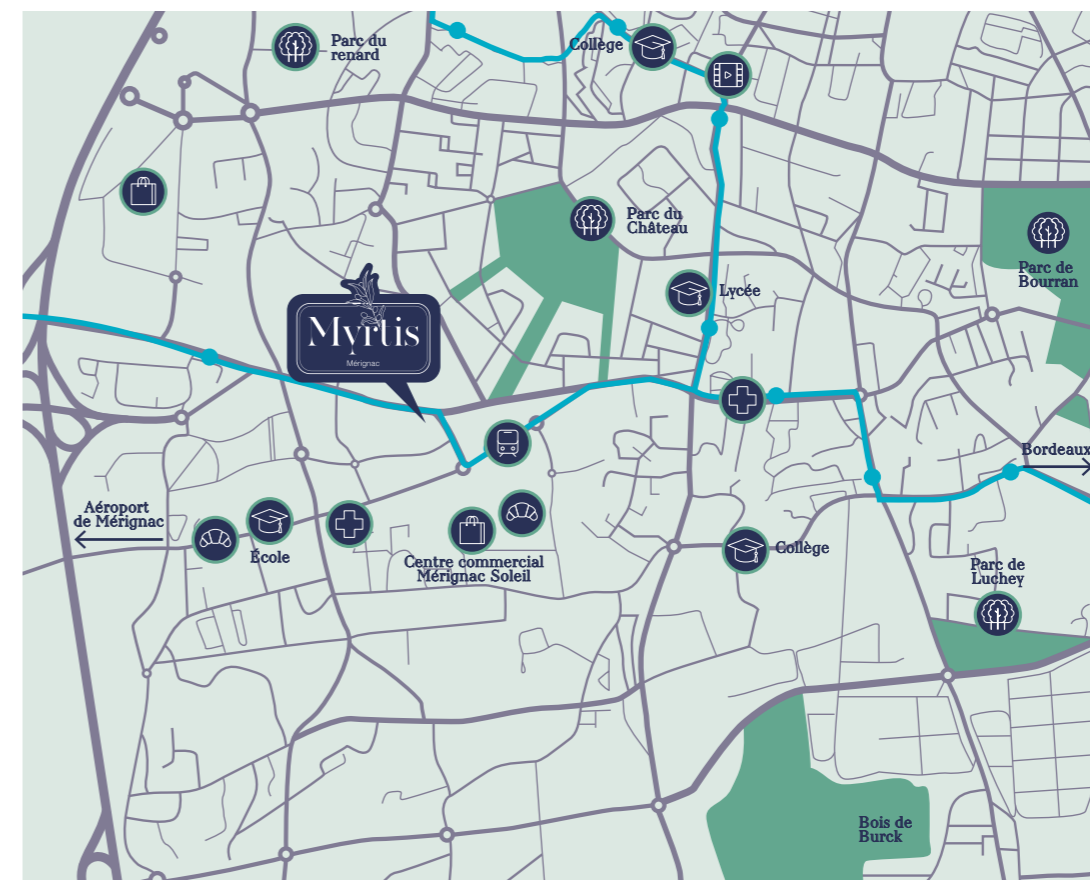 Parc du
renard
Collège
Parc du
Château
Parc de
Bourran
Lycée
Myrtis
Mérignac
Bordeaux
Aéroport
de Mérignac
École
Centre commercial
Mérignac Soleil
Collège
Parc de
Luchey
Bois de
Burck